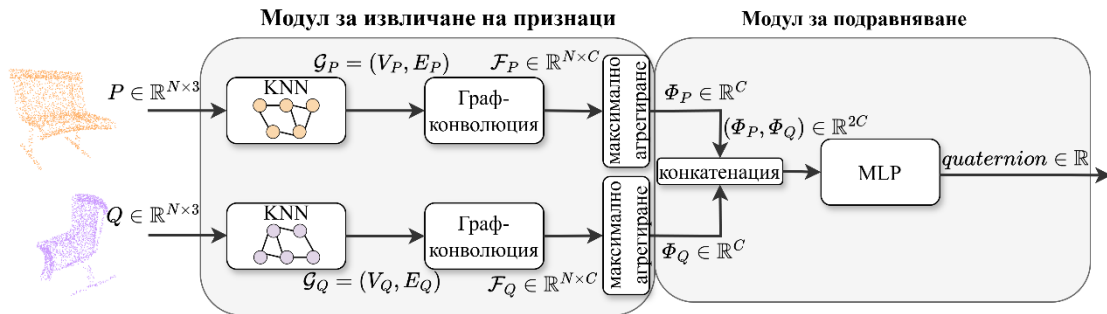 Модул за извличане на признаци
Модул за подравняване
P ∈ ℝ^{N×3}
KNN
𝒢_P = (V_P, E_P)
Граф-
конволюция
ℱ_P ∈ ℝ^{N×C}
максимално
агрегиране
Φ_P ∈ ℝ^C
(Φ_P, Φ_Q) ∈ ℝ^{2C}
конкатенация
MLP
quaternion ∈ ℝ
Q ∈ ℝ^{N×3}
KNN
𝒢_Q = (V_Q, E_Q)
Граф-
конволюция
ℱ_Q ∈ ℝ^{N×C}
максимално
агрегиране
Φ_Q ∈ ℝ^C